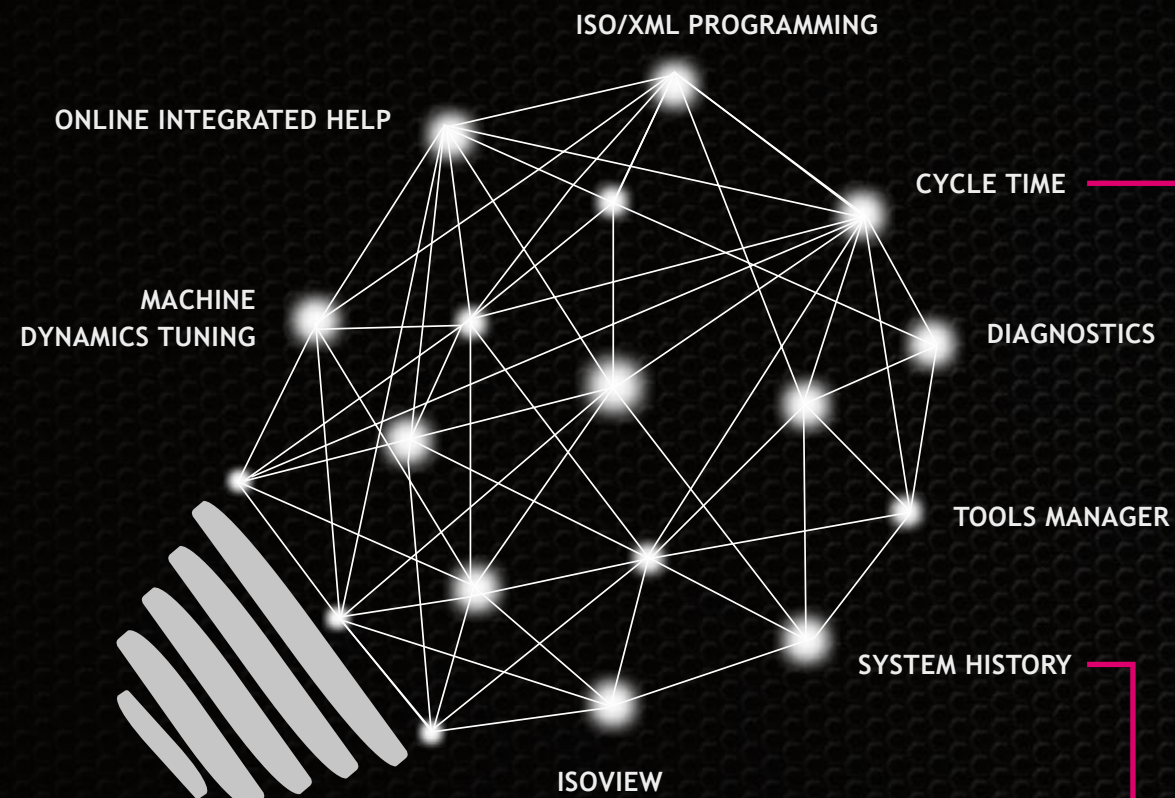 ISO/XML PROGRAMMING
ONLINE INTEGRATED HELP
CYCLE TIME
MACHINE
DYNAMICS TUNING
DIAGNOSTICS
TOOLS MANAGER
SYSTEM HISTORY
ISOVIEW